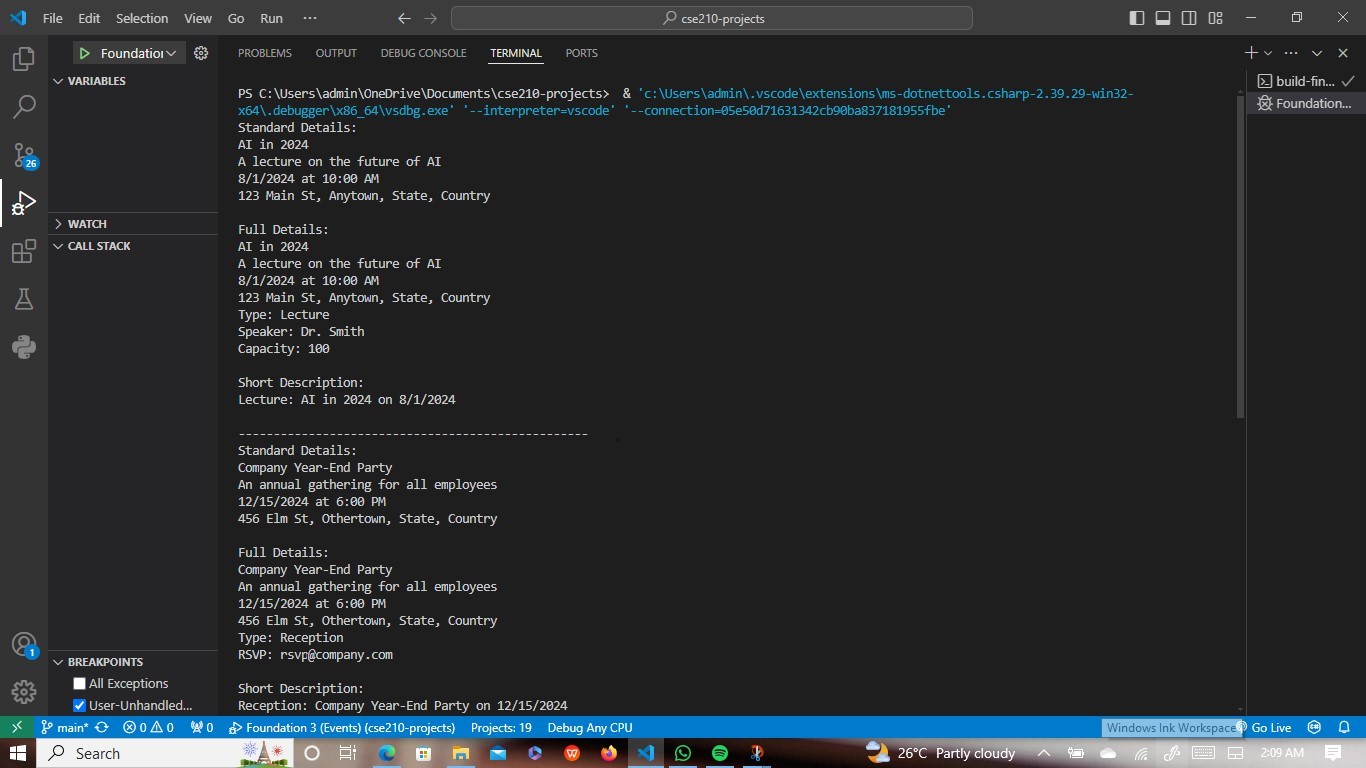 File Edit Selection View Go Run ··· cse210-projects
Foundation
VARIABLES
WATCH
CALL STACK
BREAKPOINTS
All Exceptions
User-Unhandled...
26
1
PROBLEMS OUTPUT DEBUG CONSOLE TERMINAL PORTS
PS C:\Users\admin\OneDrive\Documents\cse210-projects>  & 'c:\Users\admin\.vscode\extensions\ms-dotnettools.csharp-2.39.29-win32-
x64\.debugger\x86_64\vsdbg.exe' '--interpreter=vscode' '--connection=05e50d71631342cb90ba837181955fbe'
Standard Details:
AI in 2024
A lecture on the future of AI
8/1/2024 at 10:00 AM
123 Main St, Anytown, State, Country
Full Details:
AI in 2024
A lecture on the future of AI
8/1/2024 at 10:00 AM
123 Main St, Anytown, State, Country
Type: Lecture
Speaker: Dr. Smith
Capacity: 100
Short Description:
Lecture: AI in 2024 on 8/1/2024
--------------------------------------------------
Standard Details:
Company Year-End Party
An annual gathering for all employees
12/15/2024 at 6:00 PM
456 Elm St, Othertown, State, Country
Full Details:
Company Year-End Party
An annual gathering for all employees
12/15/2024 at 6:00 PM
456 Elm St, Othertown, State, Country
Type: Reception
RSVP: rsvp@company.com
Short Description:
Reception: Company Year-End Party on 12/15/2024
build-fin...
Foundation...
main* 0 0 0 Foundation 3 (Events) (cse210-projects) Projects: 19 Debug Any CPU Windows Ink Workspace Go Live
Search 26°C Partly cloudy 2:09 AM